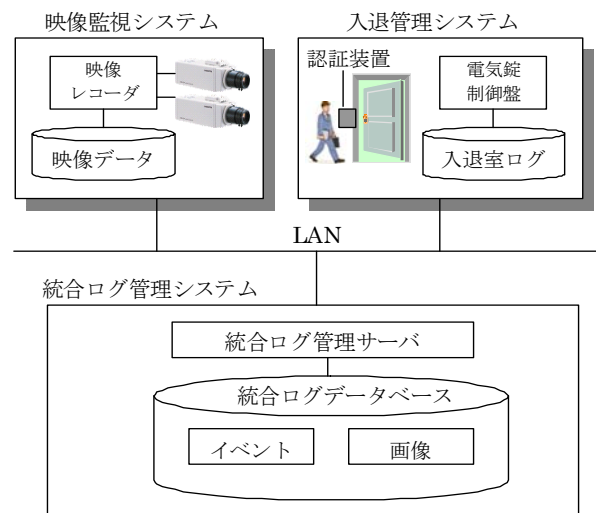 映像監視システム
映像
レコーダ
映像データ
入退管理システム
認証装置
電気錠
制御盤
入退室ログ
LAN
統合ログ管理システム
統合ログ管理サーバ
統合ログデータベース
イベント
画像